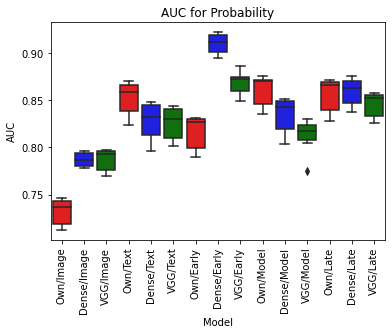 AUC for Probability
AUC
0.90
0.85
0.80
0.75
Own/Image
Dense/Image
VGG/Image
Own/Text
Dense/Text
VGG/Text
Own/Early
Dense/Early
VGG/Early
Own/Model
Dense/Model
VGG/Model
Own/Late
Dense/Late
VGG/Late
Model